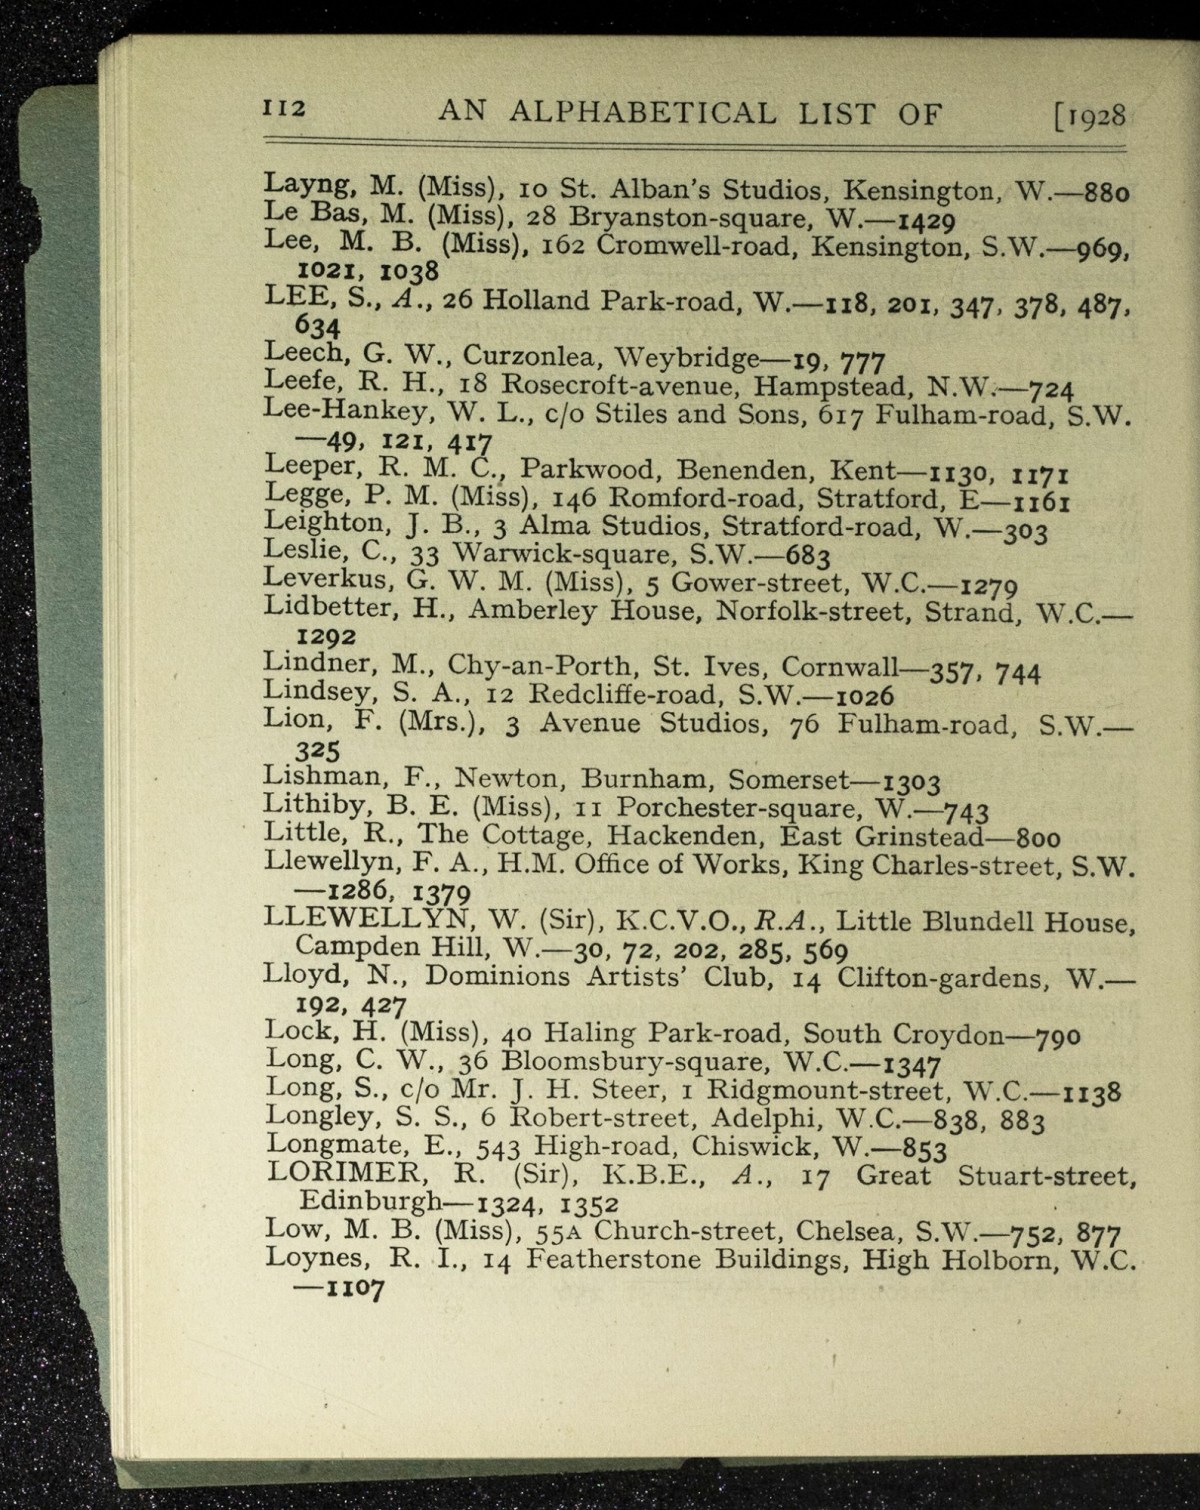 112 AN ALPHABETICAL LIST OF [1928
Layng, M. (Miss), 10 St. Alban's Studios, Kensington, W.—880
Le Bas, M. (Miss), 28 Bryanston-square, W.—1429
Lee, M. B. (Miss), 162 Cromwell-road, Kensington, S.W.—969,
1021, 1038
LEE, S., A., 26 Holland Park-road, W.—118, 201, 347, 378, 487,
634
Leech, G. W., Curzonlea, Weybridge—19, 777
Leefe, R. H., 18 Rosecroft-avenue, Hampstead, N.W.—724
Lee-Hankey, W. L., c/o Stiles and Sons, 617 Fulham-road, S.W.
—49, 121, 417
Leeper, R. M. C., Parkwood, Benenden, Kent—1130, 1171
Legge, P. M. (Miss), 146 Romford-road, Stratford, E—1161
Leighton, J. B., 3 Alma Studios, Stratford-road, W.—303
Leslie, C., 33 Warwick-square, S.W.—683
Leverkus, G. W. M. (Miss), 5 Gower-street, W.C.—1279
Lidbetter, H., Amberley House, Norfolk-street, Strand, W.C.—
1292
Lindner, M., Chy-an-Porth, St. Ives, Cornwall—357, 744
Lindsey, S. A., 12 Redcliffe-road, S.W.—1026
Lion, F. (Mrs.), 3 Avenue Studios, 76 Fulham-road, S.W.—
325
Lishman, F., Newton, Burnham, Somerset—1303
Lithiby, B. E. (Miss), 11 Porchester-square, W.—743
Little, R., The Cottage, Hackenden, East Grinstead—800
Llewellyn, F. A., H.M. Office of Works, King Charles-street, S.W.
—1286, 1379
LLEWELLYN, W. (Sir), K.C.V.O., R.A., Little Blundell House,
Campden Hill, W.—30, 72, 202, 285, 569
Lloyd, N., Dominions Artists' Club, 14 Clifton-gardens, W.—
192, 427
Lock, H. (Miss), 40 Haling Park-road, South Croydon—790
Long, C. W., 36 Bloomsbury-square, W.C.—1347
Long, S., c/o Mr. J. H. Steer, 1 Ridgmount-street, W.C.—1138
Longley, S. S., 6 Robert-street, Adelphi, W.C.—838, 883
Longmate, E., 543 High-road, Chiswick, W.—853
LORIMER, R. (Sir), K.B.E., A., 17 Great Stuart-street,
Edinburgh—1324, 1352
Low, M. B. (Miss), 55A Church-street, Chelsea, S.W.—752, 877
Loynes, R. I., 14 Featherstone Buildings, High Holborn, W.C.
—1107